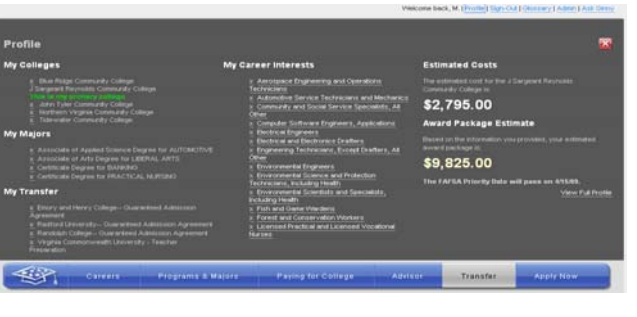 Welcome back, M. | Profile | Sign-Out | Glossary | Admin | Ask Ginny
Profile
My Colleges
x Blue Ridge Community College
J Sargeant Reynolds Community College
This is my primary college
x John Tyler Community College
x Northern Virginia Community College
x Tidewater Community College
My Majors
x Associate of Applied Science Degree for AUTOMOTIVE
x Associate of Arts Degree for LIBERAL ARTS
x Certificate Degree for BANKING
x Certificate Degree for PRACTICAL NURSING
My Transfer
x Emory and Henry College-- Guaranteed Admission
Agreement
x Radford University-- Guaranteed Admission Agreement
x Randolph College-- Guaranteed Admission Agreement
x Virginia Commonwealth University - Teacher
Preparation
My Career Interests
x Aerospace Engineering and Operations
Technicians
x Automotive Service Technicians and Mechanics
x Community and Social Service Specialists, All
Other
x Computer Software Engineers, Applications
x Electrical Engineers
x Electrical and Electronics Drafters
x Engineering Technicians, Except Drafters, All
Other
x Environmental Engineers
x Environmental Science and Protection
Technicians, Including Health
x Environmental Scientists and Specialists,
Including Health
x Fish and Game Wardens
x Forest and Conservation Workers
x Licensed Practical and Licensed Vocational
Nurses
Estimated Costs
The estimated cost for the J Sargeant Reynolds
Community College is:
$2,795.00
Award Package Estimate
Based on the information you provided, your estimated
award package is:
$9,825.00
The FAFSA Priority Date will pass on 4/15/09.
View Full Profile
Careers
Programs & Majors
Paying for College
Advisor
Transfer
Apply Now